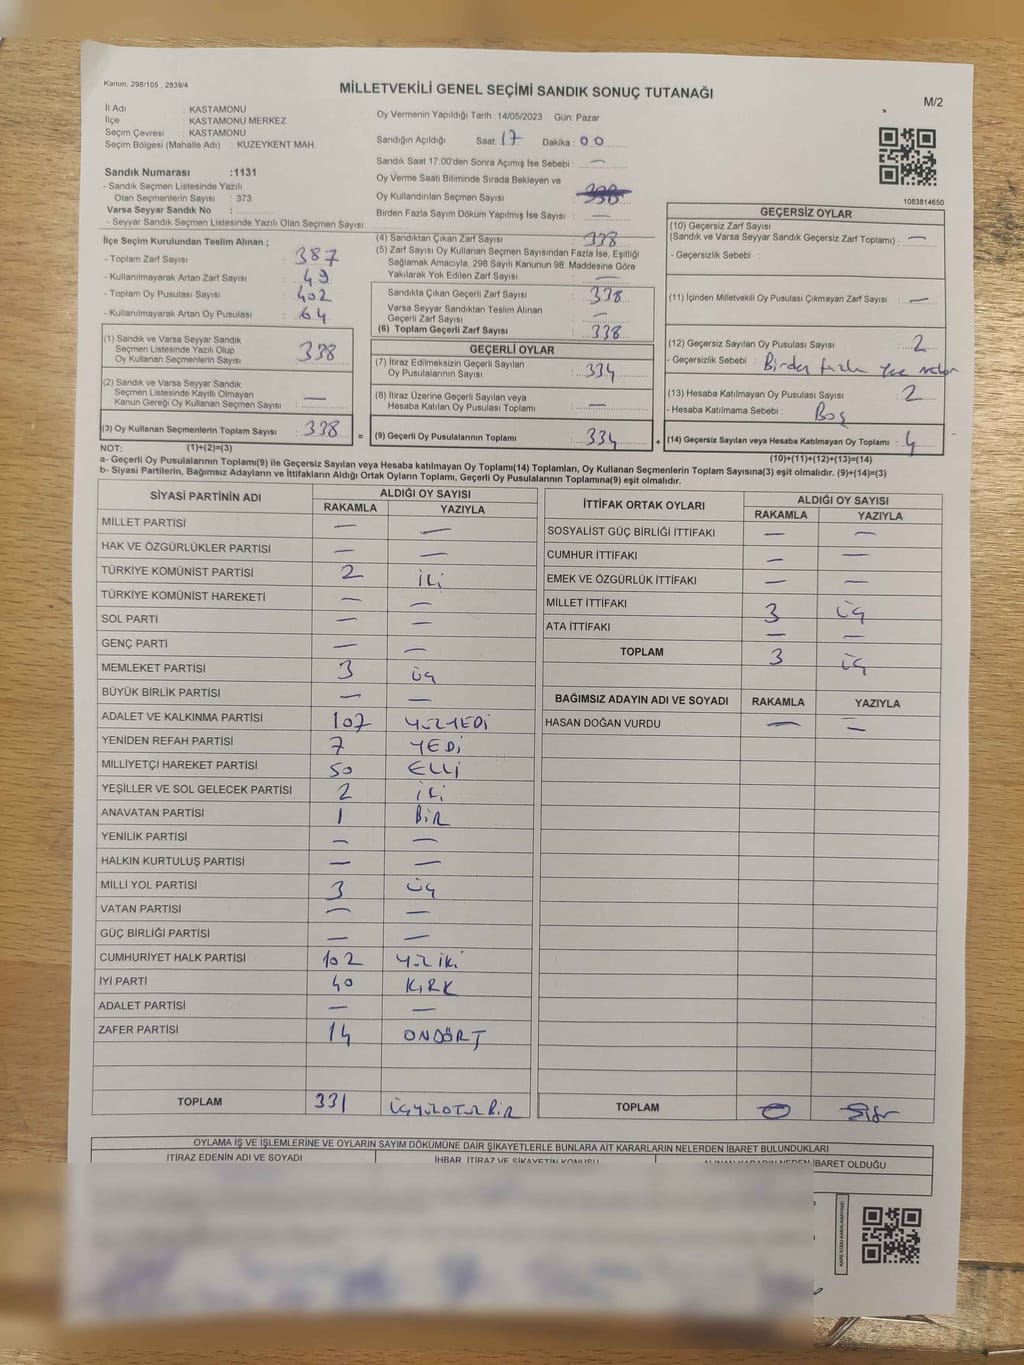 Kanun: 298/105 , 2839/4
MİLLETVEKİLİ GENEL SEÇİMİ SANDIK SONUÇ TUTANAĞI
M/2
İl Adı : KASTAMONU
İlçe : KASTAMONU MERKEZ
Seçim Çevresi : KASTAMONU
Seçim Bölgesi (Mahalle Adı) : KUZEYKENT MAH.
Oy Vermenin Yapıldığı Tarih : 14/05/2023 Gün: Pazar
Sandığın Açıldığı Saat: 17 Dakika : 00
Sandık Saat 17.00'den Sonra Açımış İse Sebebi : —
Oy Verme Saati Bitiminde Sırada Bekleyen ve
Oy Kullandırılan Seçmen Sayısı :
Birden Fazla Sayım Döküm Yapılmış İse Sayısı : —
Sandık Numarası :1131
- Sandık Seçmen Listesinde Yazılı
Olan Seçmenlerin Sayısı : 373
Varsa Seyyar Sandık No :
- Seyyar Sandık Seçmen Listesinde Yazılı Olan Seçmen Sayısı:
1083814650
İlçe Seçim Kurulundan Teslim Alınan ;
- Toplam Zarf Sayısı : 387
- Kullanılmayarak Artan Zarf Sayısı : 49
- Toplam Oy Pusulası Sayısı : 402
- Kullanılmayarak Artan Oy Pusulası : 64
(1) Sandık ve Varsa Seyyar Sandık
Seçmen Listesinde Yazılı Olup
Oy Kullanan Seçmenlerin Sayısı : 338
(2) Sandık ve Varsa Seyyar Sandık
Seçmen Listesinde Kayıtlı Olmayan
Kanun Gereği Oy Kullanan Seçmen Sayısı : —
(3) Oy Kullanan Seçmenlerin Toplam Sayısı : 338
(4) Sandıktan Çıkan Zarf Sayısı : 338
(5) Zarf Sayısı Oy Kullanan Seçmen Sayısından Fazla İse, Eşitliği
Sağlamak Amacıyla, 298 Sayılı Kanunun 98. Maddesine Göre
Yakılarak Yok Edilen Zarf Sayısı : —
Sandıkta Çıkan Geçerli Zarf Sayısı : 338
Varsa Seyyar Sandıktan Teslim Alınan
Geçerli Zarf Sayısı : —
(6) Toplam Geçerli Zarf Sayısı : 338
GEÇERLİ OYLAR
(7) İtiraz Edilmeksizin Geçerli Sayılan
Oy Pusulalarının Sayısı : 334
(8) İtiraz Üzerine Geçerli Sayılan veya
Hesaba Katılan Oy Pusulası Toplamı : —
= (9) Geçerli Oy Pusulalarının Toplamı : 334
GEÇERSİZ OYLAR
(10) Geçersiz Zarf Sayısı
(Sandık ve Varsa Seyyar Sandık Geçersiz Zarf Toplamı) : —
- Geçersizlik Sebebi :
(11) İçinden Milletvekili Oy Pusulası Çıkmayan Zarf Sayısı : —
(12) Geçersiz Sayılan Oy Pusulası Sayısı : 2
- Geçersizlik Sebebi : Birden fazla
(13) Hesaba Katılmayan Oy Pusulası Sayısı : 2
- Hesaba Katılmama Sebebi : Boş
+ (14) Geçersiz Sayılan veya Hesaba Katılmayan Oy Toplamı : 4
NOT: (1)+(2)=(3) (10)+(11)+(12)+(13)=(14)
a- Geçerli Oy Pusulalarının Toplamı(9) ile Geçersiz Sayılan veya Hesaba katılmayan Oy Toplamı(14) Toplamları, Oy Kullanan Seçmenlerin Toplam Sayısına(3) eşit olmalıdır. (9)+(14)=(3)
b- Siyasi Partilerin, Bağımsız Adayların ve İttifakların Aldığı Ortak Oyların Toplamı, Geçerli Oy Pusulalarının Toplamına(9) eşit olmalıdır.
SİYASİ PARTİNİN ADI ALDIĞI OY SAYISI
RAKAMLA YAZIYLA
MİLLET PARTİSİ — —
HAK VE ÖZGÜRLÜKLER PARTİSİ — —
TÜRKİYE KOMÜNİST PARTİSİ 2 iki
TÜRKİYE KOMÜNİST HAREKETİ — —
SOL PARTİ — —
GENÇ PARTİ — —
MEMLEKET PARTİSİ 3 üç
BÜYÜK BİRLİK PARTİSİ — —
ADALET VE KALKINMA PARTİSİ 107 YÜZYEDİ
YENİDEN REFAH PARTİSİ 7 YEDİ
MİLLİYETÇİ HAREKET PARTİSİ 50 ELLİ
YEŞİLLER VE SOL GELECEK PARTİSİ 2 iki
ANAVATAN PARTİSİ 1 BİR
YENİLİK PARTİSİ — —
HALKIN KURTULUŞ PARTİSİ — —
MİLLİ YOL PARTİSİ 3 üç
VATAN PARTİSİ — —
GÜÇ BİRLİĞİ PARTİSİ — —
CUMHURİYET HALK PARTİSİ 102 YÜZ İKİ
İYİ PARTİ 40 KIRK
ADALET PARTİSİ — —
ZAFER PARTİSİ 14 ONDÖRT
TOPLAM 331 üçyüzOTuzBİR
İTTİFAK ORTAK OYLARI ALDIĞI OY SAYISI
RAKAMLA YAZIYLA
SOSYALİST GÜÇ BİRLİĞİ İTTİFAKI — —
CUMHUR İTTİFAKI — —
EMEK VE ÖZGÜRLÜK İTTİFAKI — —
MİLLET İTTİFAKI 3 üç
ATA İTTİFAKI — —
TOPLAM 3 üç
BAĞIMSIZ ADAYIN ADI VE SOYADI RAKAMLA YAZIYLA
HASAN DOĞAN VURDU — —
TOPLAM 0 Sıfır
OYLAMA İŞ VE İŞLEMLERİNE VE OYLARIN SAYIM DÖKÜMÜNE DAİR ŞİKAYETLERLE BUNLARA AİT KARARLARIN NELERDEN İBARET BULUNDUKLARI
İTİRAZ EDENİN ADI VE SOYADI İHBAR, İTİRAZ VE ŞİKAYETİN KONUSU ALINAN KARARIN NEDEN İBARET OLDUĞU